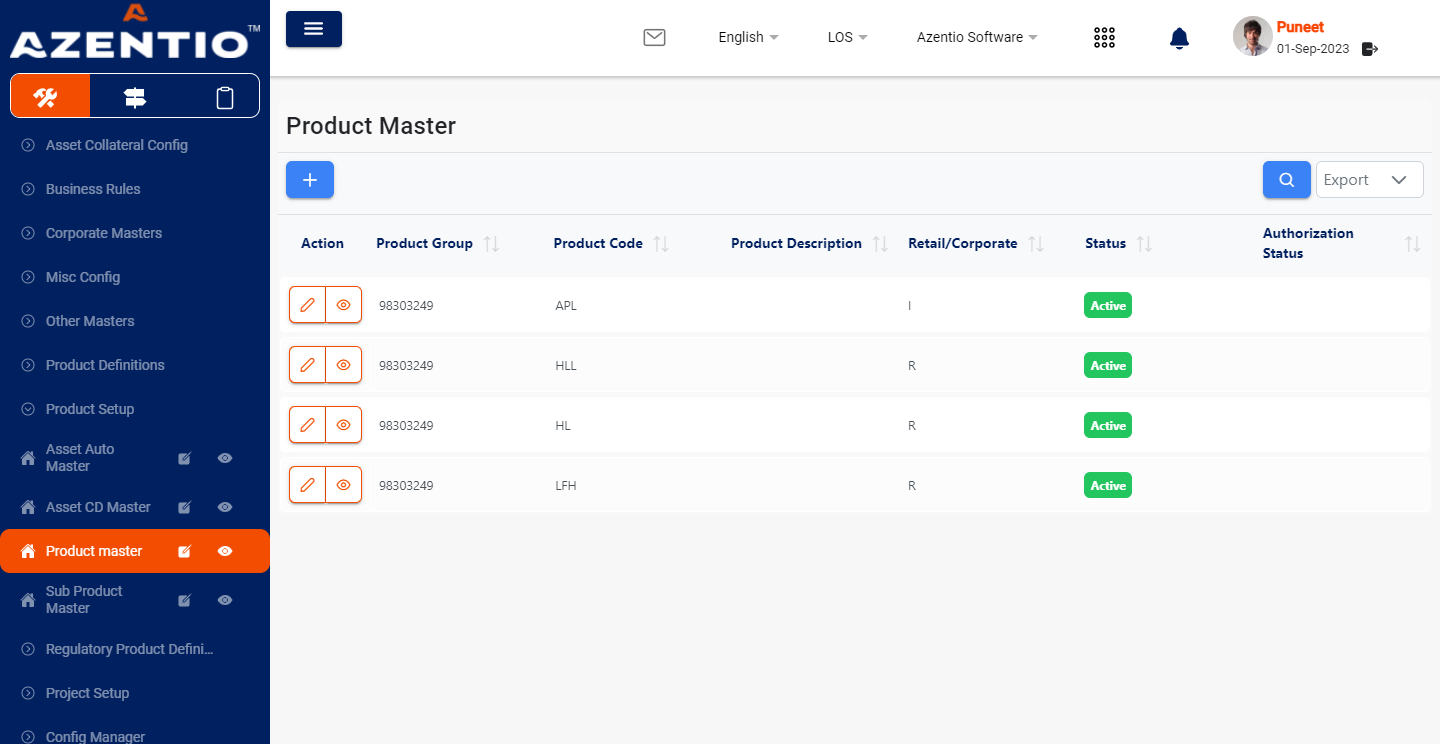 AZENTIO™
Asset Collateral Config
Business Rules
Corporate Masters
Misc Config
Other Masters
Product Definitions
Product Setup
Asset Auto
Master
Asset CD Master
Product master
Sub Product
Master
Regulatory Product Defini...
Project Setup
Config Manager
English
LOS
Azentio Software
Puneet
01-Sep-2023
Product Master
Export
Action Product Group Product Code Product Description Retail/Corporate Status Authorization
Status
98303249 APL I Active
98303249 HLL R Active
98303249 HL R Active
98303249 LFH R Active